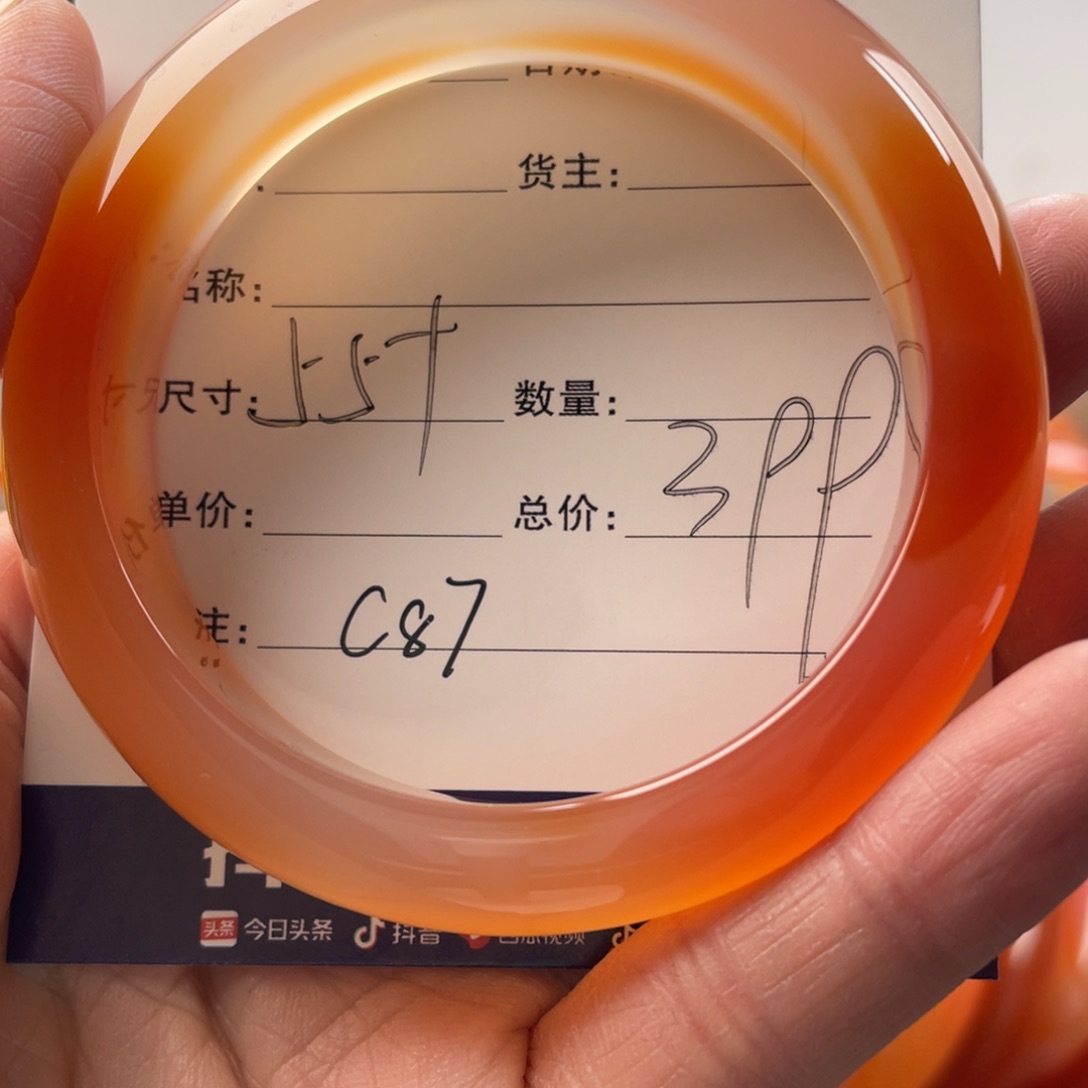 货主:
名称:
尺寸: 55+ 数量:
单价: 总价: 399
注: C87
今日头条 抖音